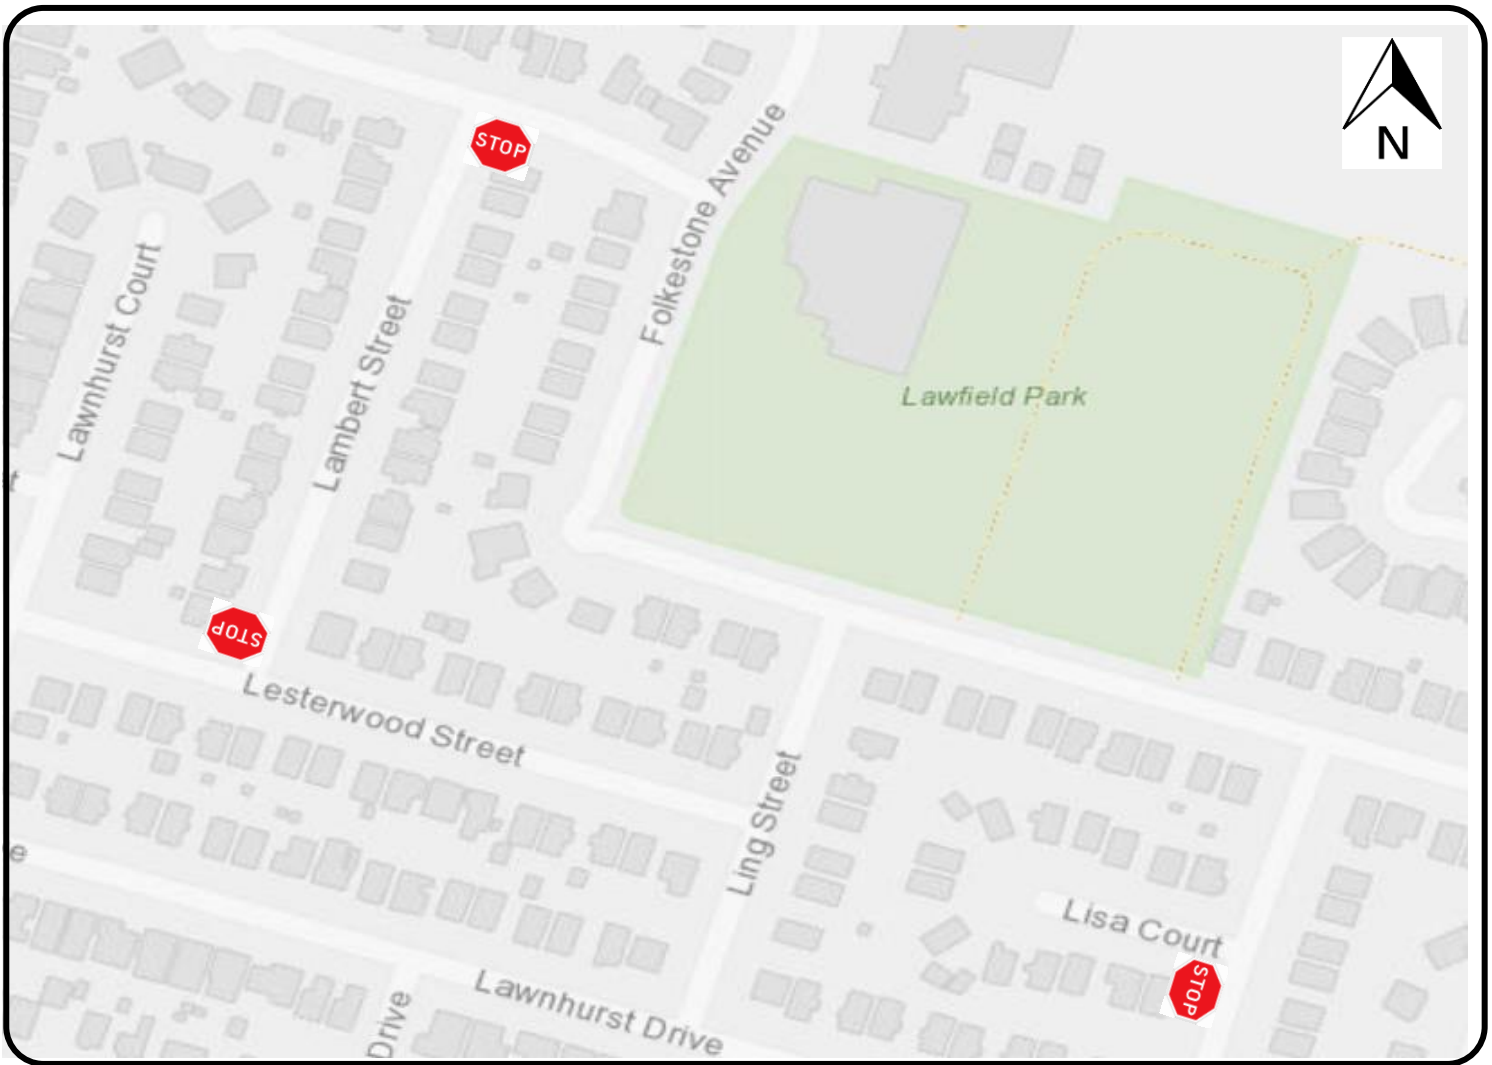 STOP
N
Folkestone Avenue
Lawnhurst Court
Lambert Street
Lawfield Park
t
STOP
Lesterwood Street
Ling Street
e
Lisa Court
STOP
Lawnhurst Drive
Drive